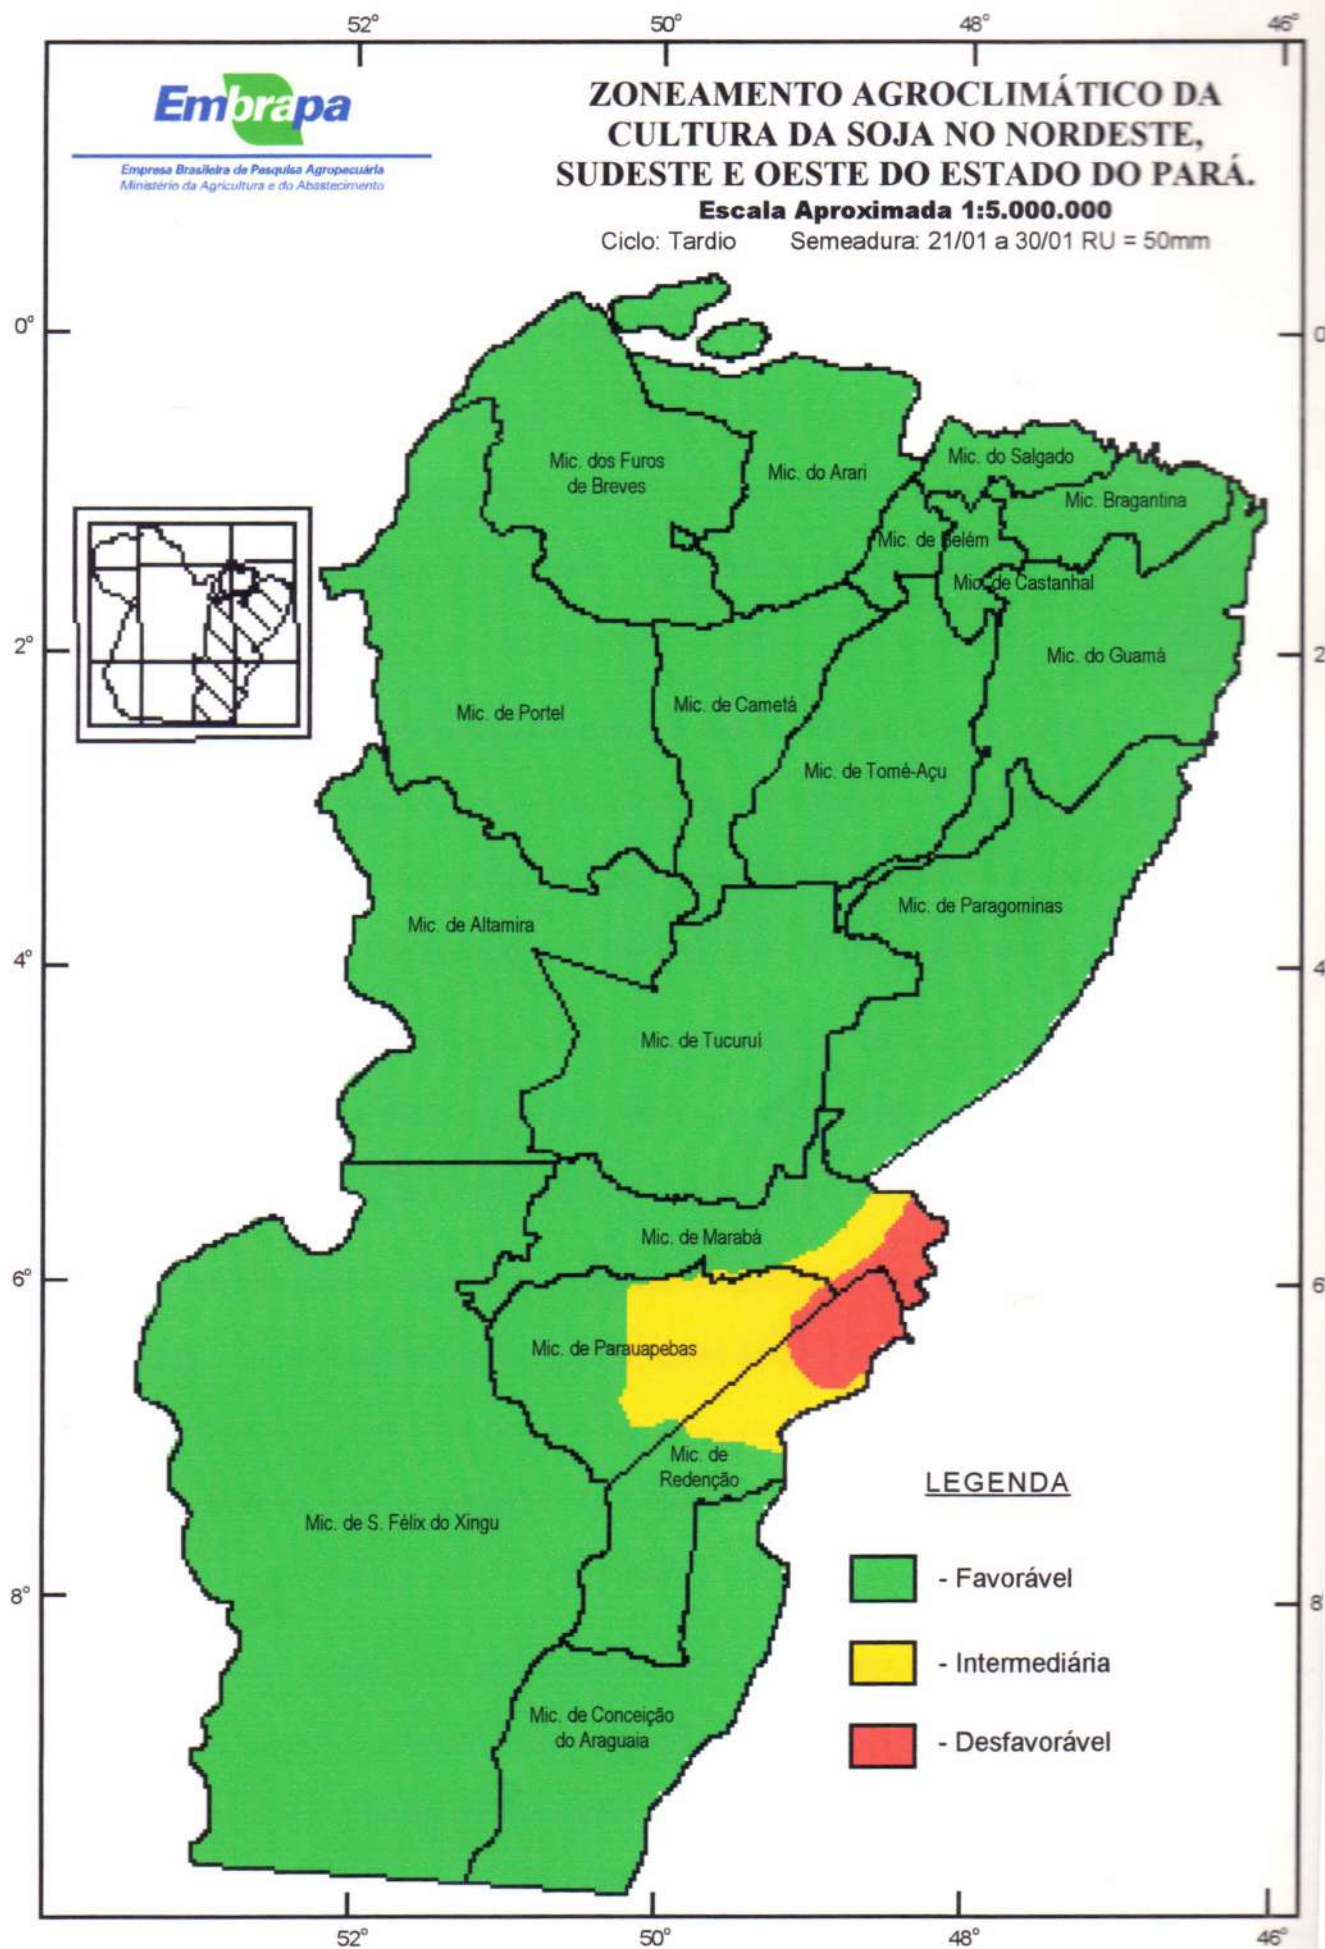 52°
50°
48°
46°
Embrapa
Empresa Brasileira de Pesquisa Agropecuária
Ministério da Agricultura e do Abastecimento
ZONEAMENTO AGROCLIMÁTICO DA
CULTURA DA SOJA NO NORDESTE,
SUDESTE E OESTE DO ESTADO DO PARÁ.
Escala Aproximada 1:5.000.000
Ciclo: Tardio Semeadura: 21/01 a 30/01 RU = 50mm
0°
0
Mic. do Salgado
Mic. dos Furos
de Breves
Mic. do Arari
Mic. Bragantina
Mic. de Belém
Mic. de Castanhal
2°
2
Mic. do Guamá
Mic. de Portel
Mic. de Cametá
Mic. de Tomé-Açu
Mic. de Paragominas
Mic. de Altamira
4°
4
Mic. de Tucuruí
Mic. de Marabá
6°
6
Mic. de Parauapebas
Mic. de
Redenção
Mic. de S. Félix do Xingu
LEGENDA
- Favorável
8°
8
- Intermediária
Mic. de Conceição
do Araguaia
- Desfavorável
52°
50°
48°
46°